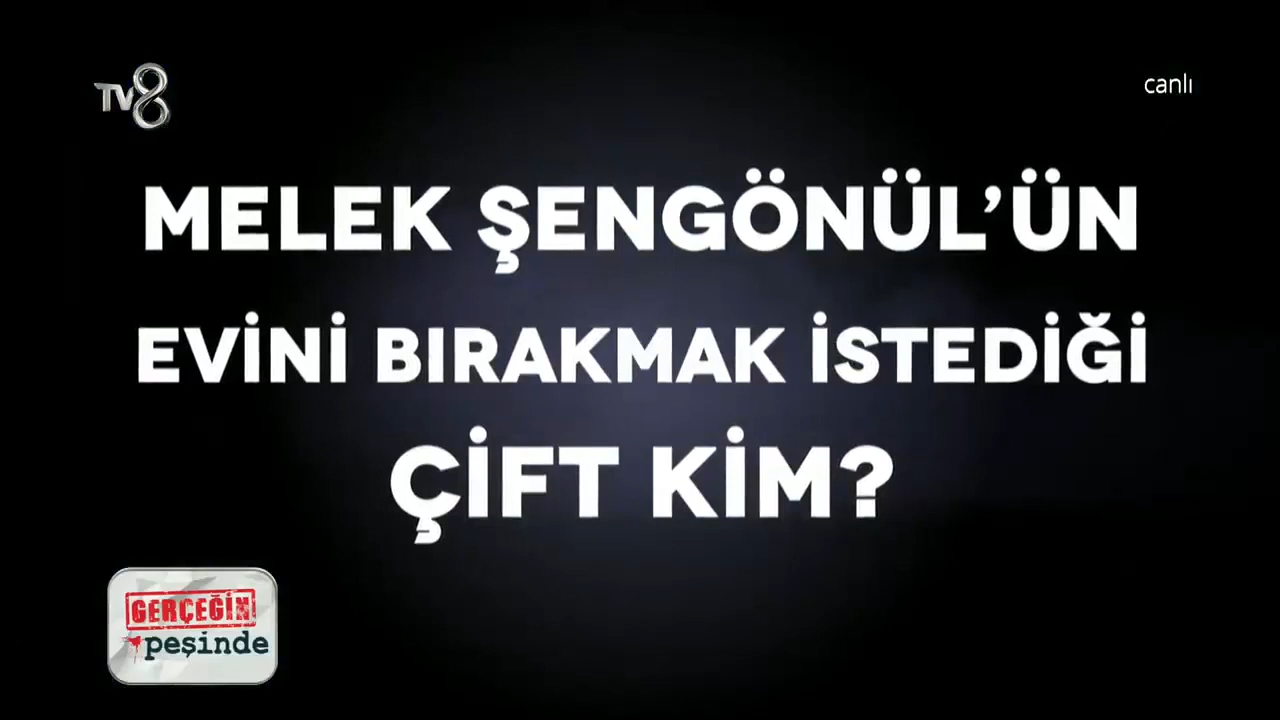 TV8
canlı
MELEK ŞENGÖNÜL’ÜN
EVİNİ BIRAKMAK İSTEDİĞİ
ÇİFT KİM?
GERÇEĞİN
peşinde